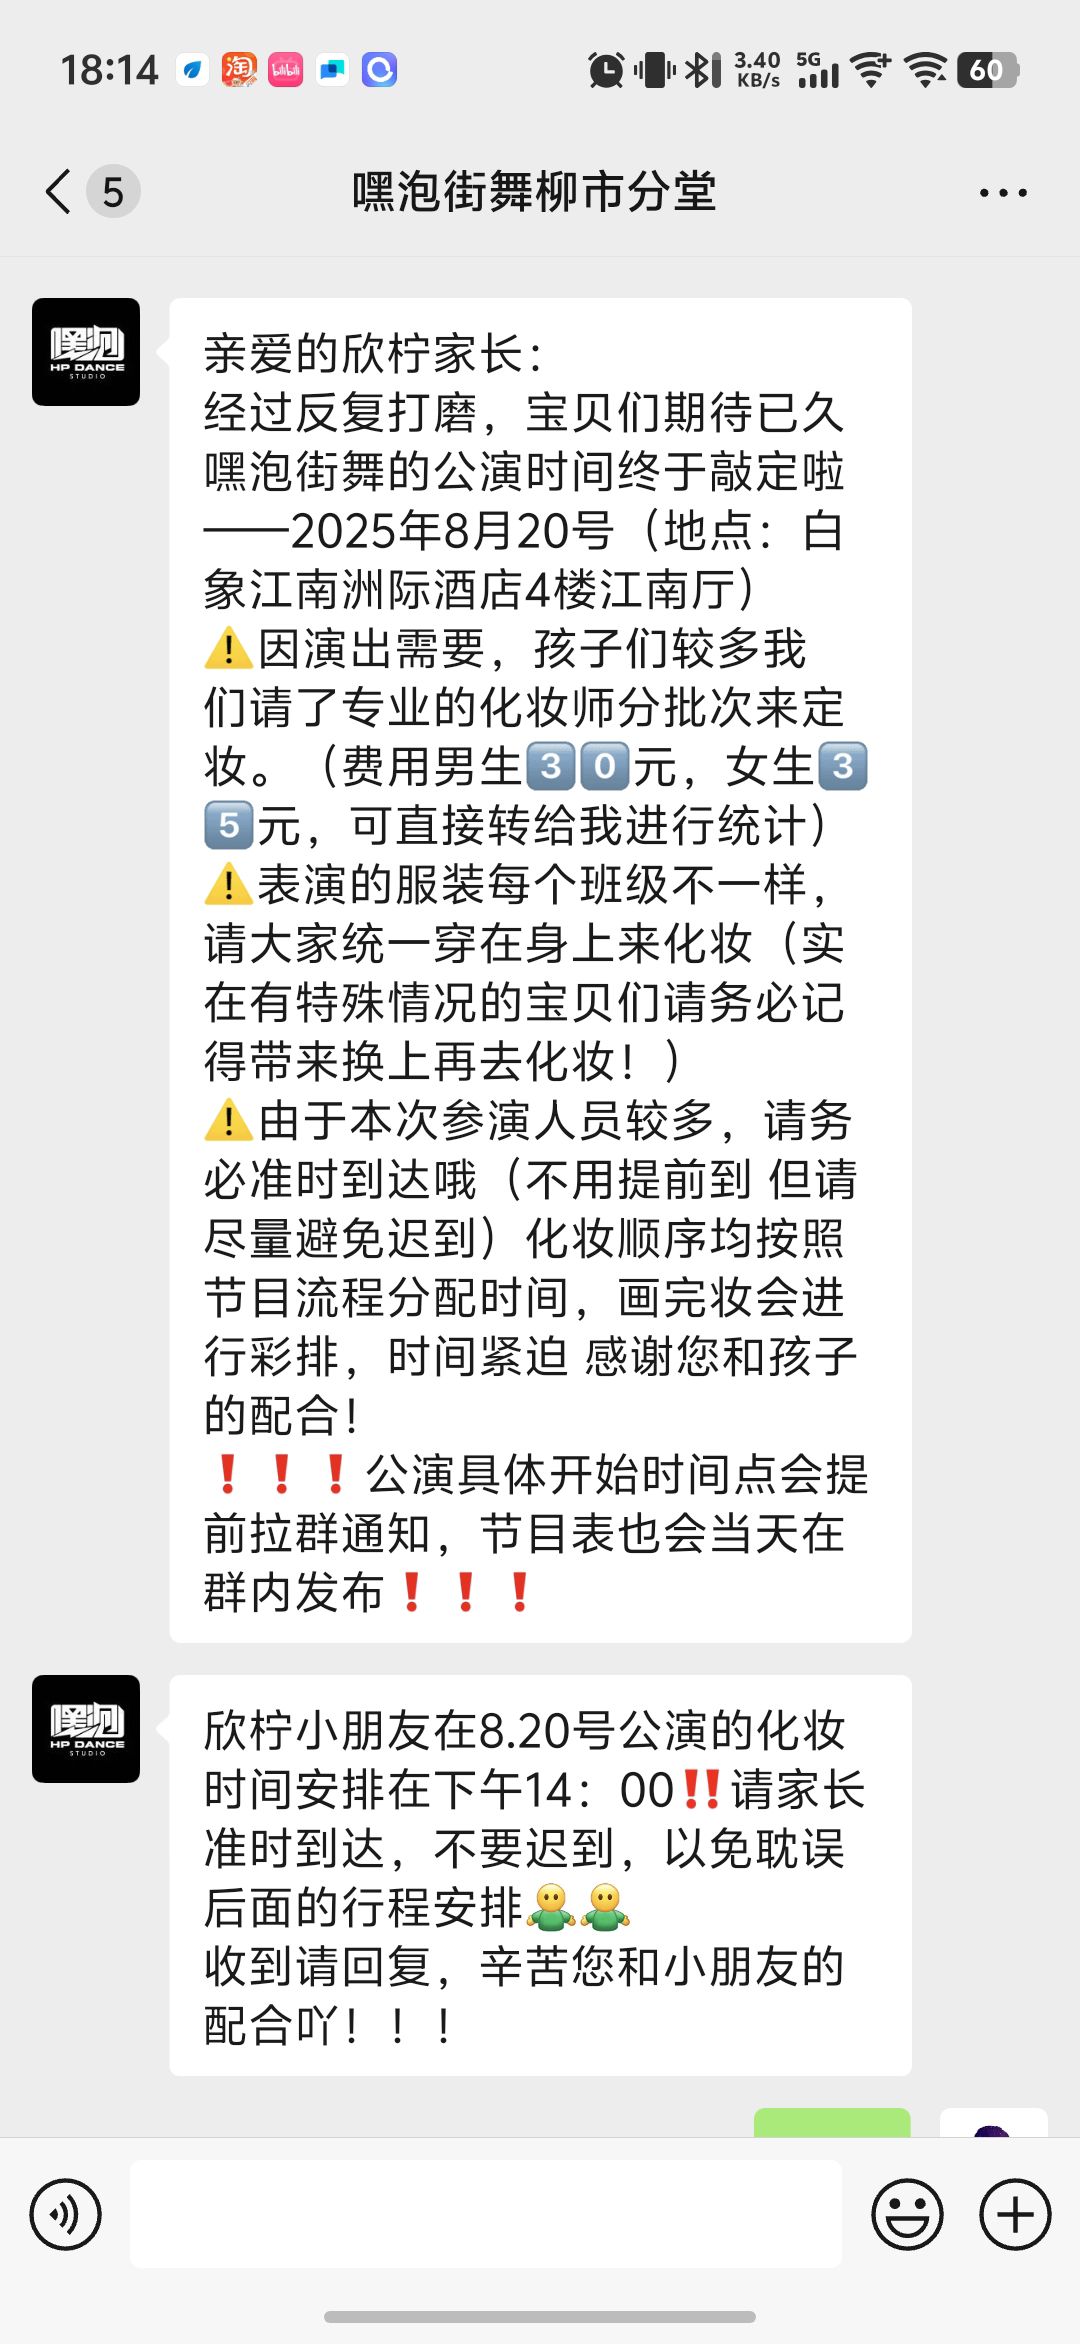 18:14
淘
bilibili
3.40
KB/s
5G
60
5
嘿泡街舞柳市分堂
嘿泡
HP DANCE
STUDIO
亲爱的欣柠家长：
经过反复打磨，宝贝们期待已久
嘿泡街舞的公演时间终于敲定啦
——2025年8月20号（地点：白
象江南洲际酒店4楼江南厅）
⚠️因演出需要，孩子们较多我
们请了专业的化妆师分批次来定
妆。（费用男生3️⃣0️⃣元，女生3️⃣
5️⃣元，可直接转给我进行统计）
⚠️表演的服装每个班级不一样，
请大家统一穿在身上来化妆（实
在有特殊情况的宝贝们请务必记
得带来换上再去化妆！）
⚠️由于本次参演人员较多，请务
必准时到达哦（不用提前到 但请
尽量避免迟到）化妆顺序均按照
节目流程分配时间，画完妆会进
行彩排，时间紧迫 感谢您和孩子
的配合！
❗❗❗公演具体开始时间点会提
前拉群通知，节目表也会当天在
群内发布❗❗❗
嘿泡
HP DANCE
STUDIO
欣柠小朋友在8.20号公演的化妆
时间安排在下午14：00‼️请家长
准时到达，不要迟到，以免耽误
后面的行程安排
收到请回复，辛苦您和小朋友的
配合吖！！！